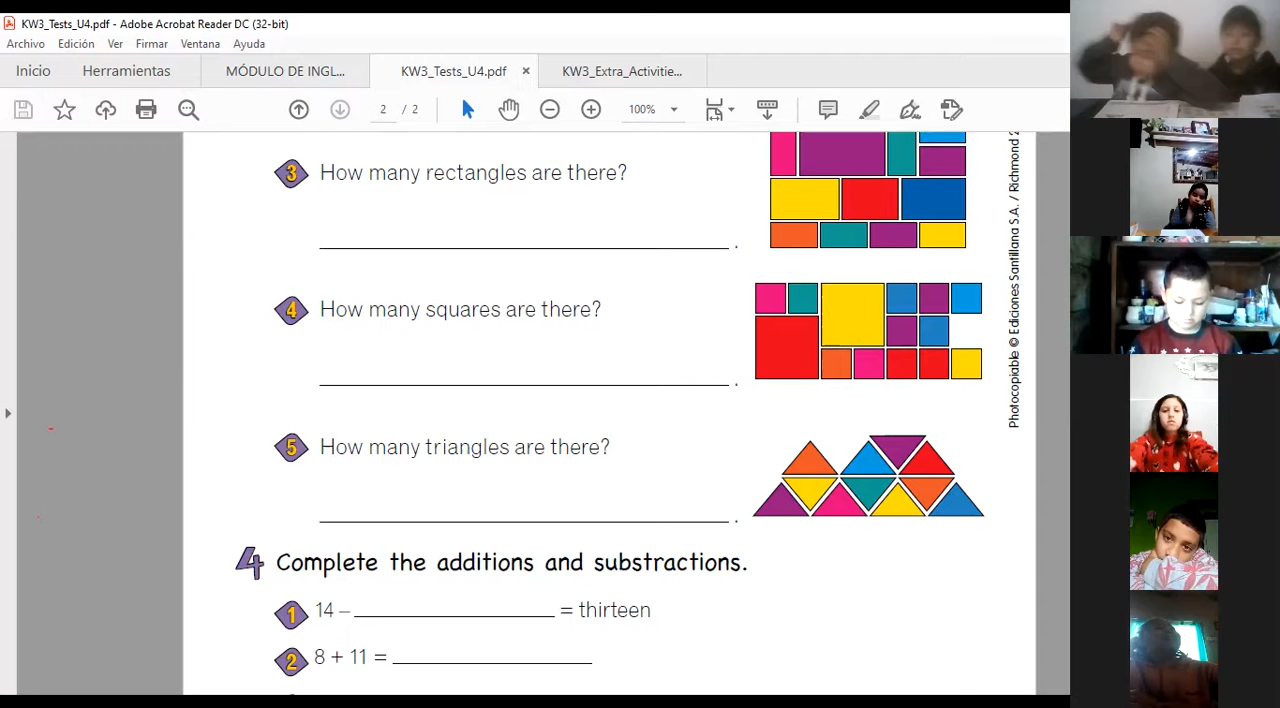 KW3_Tests_U4.pdf - Adobe Acrobat Reader DC (32-bit)
Archivo Edición Ver Firmar Ventana Ayuda
Inicio Herramientas MÓDULO DE INGL... KW3_Tests_U4.pdf × KW3_Extra_Activitie...
2 / 2 100%
3 How many rectangles are there?
.
4 How many squares are there?
.
5 How many triangles are there?
.
4 Complete the additions and substractions.
1 14 – = thirteen
2 8 + 11 =
Photocopiable © Ediciones Santillana S.A. / Richmond